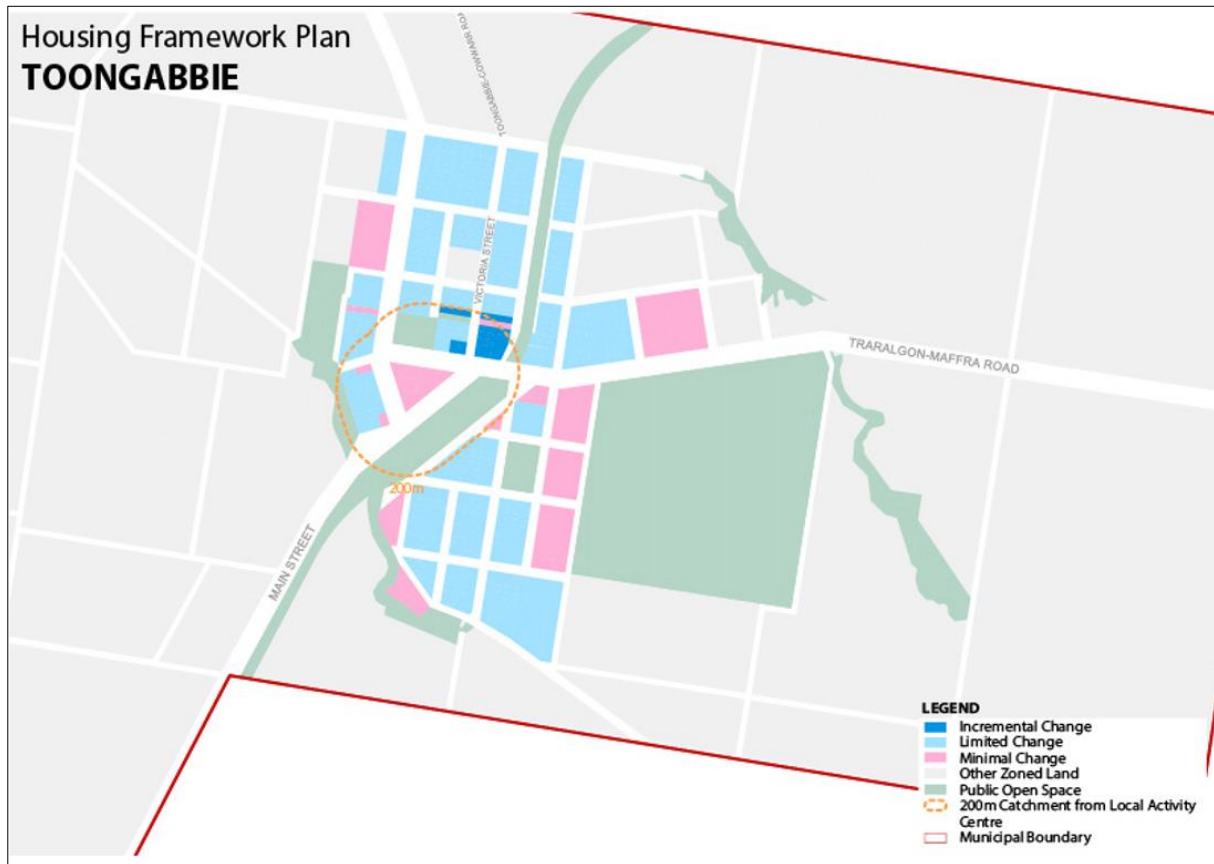 Housing Framework Plan
TOONGABBIE
TOONGABBIE-COWWARR ROAD
VICTORIA STREET
TRARALGON-MAFFRA ROAD
200m
MAIN STREET
LEGEND
Incremental Change
Limited Change
Minimal Change
Other Zoned Land
Public Open Space
200m Catchment from Local Activity
Centre
Municipal Boundary